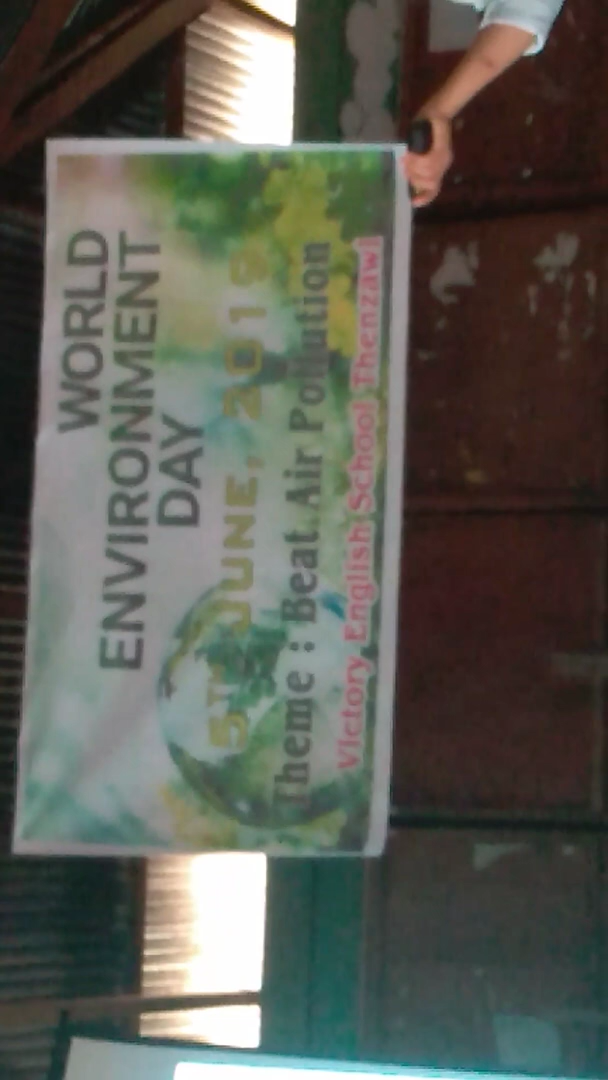 WORLD
ENVIRONMENT
DAY
5TH JUNE, 2019
Theme : Beat Air Pollution
Victory English School Thenzawl